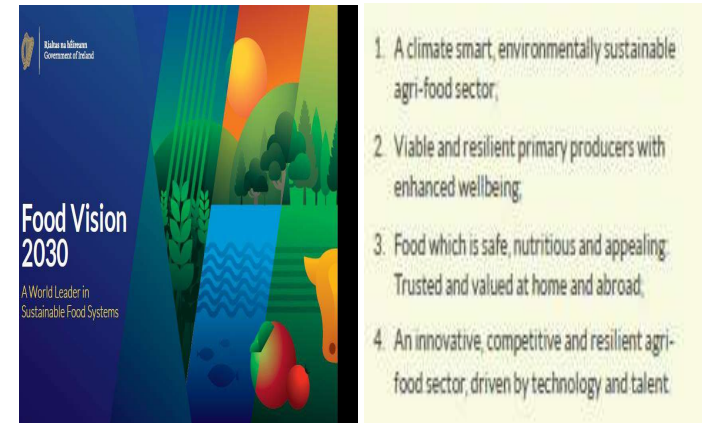 Rialtas na hÉireann
Government of Ireland
Food Vision
2030
A World Leader in
Sustainable Food Systems
1. A climate smart, environmentally sustainable
agri-food sector;
2. Viable and resilient primary producers with
enhanced wellbeing;
3. Food which is safe, nutritious and appealing:
Trusted and valued at home and abroad;
4. An innovative, competitive and resilient agri-
food sector, driven by technology and talent